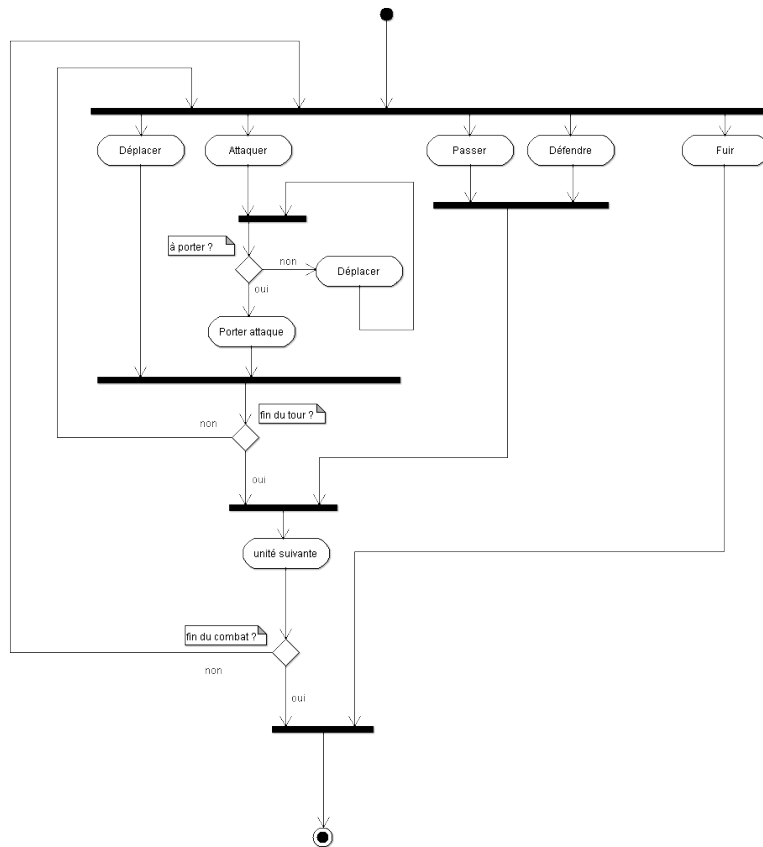 Déplacer
Attaquer
Passer
Défendre
Fuir
à porter ?
non
Déplacer
oui
Porter attaque
fin du tour ?
non
oui
unité suivante
fin du combat ?
non
oui